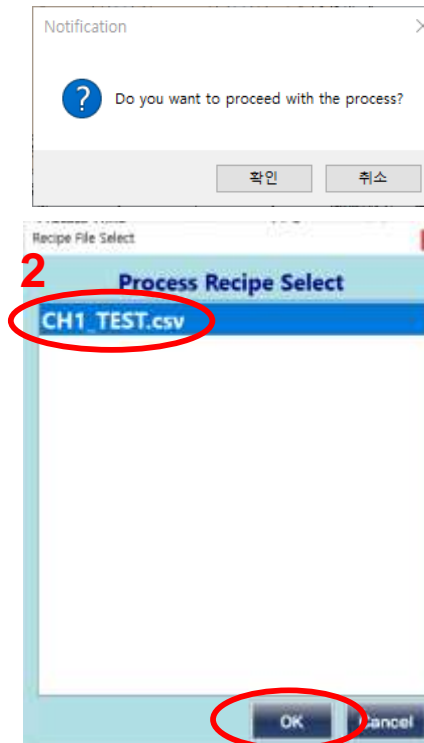 Notification
Do you want to proceed with the process?
확인 취소
Recipe File Select
2
Process Recipe Select
CH1_TEST.csv
OK Cancel